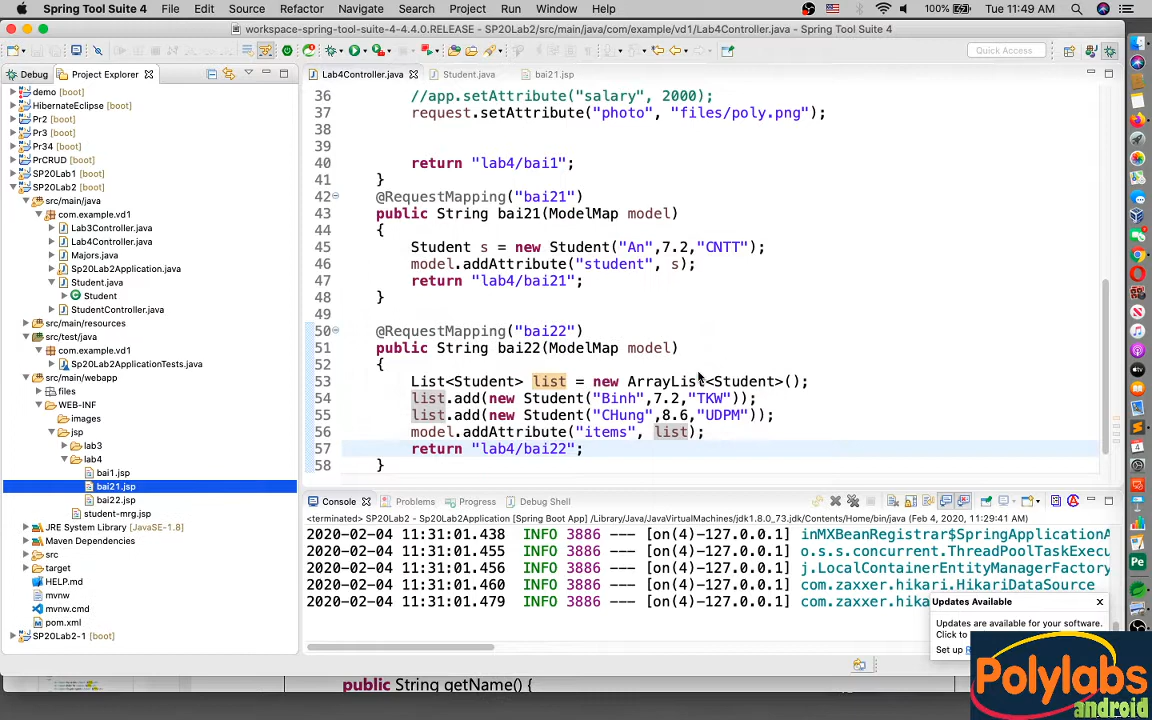 Spring Tool Suite 4 File Edit Source Refactor Navigate Search Project Run Window Help 100% Tue 11:49 AM
workspace-spring-tool-suite-4-4.4.0.RELEASE - SP20Lab2/src/main/java/com/example/vd1/Lab4Controller.java - Spring Tool Suite 4
Quick Access
Debug Project Explorer
Lab4Controller.java Student.java bai21.jsp
demo [boot]
HibernateEclipse [boot]
Pr2 [boot]
Pr3 [boot]
Pr34 [boot]
PrCRUD [boot]
SP20Lab1 [boot]
SP20Lab2 [boot]
src/main/java
com.example.vd1
Lab3Controller.java
Lab4Controller.java
Majors.java
Sp20Lab2Application.java
Student.java
Student
StudentController.java
src/main/resources
src/test/java
com.example.vd1
Sp20Lab2ApplicationTests.java
src/main/webapp
files
WEB-INF
images
jsp
lab3
lab4
bai1.jsp
bai21.jsp
bai22.jsp
student-mrg.jsp
JRE System Library [JavaSE-1.8]
Maven Dependencies
src
target
HELP.md
mvnw
mvnw.cmd
pom.xml
SP20Lab2-1 [boot]
36 //app.setAttribute("salary", 2000);
37 request.setAttribute("photo", "files/poly.png");
38
39
40 return "lab4/bai1";
41 }
42 @RequestMapping("bai21")
43 public String bai21(ModelMap model)
44 {
45 Student s = new Student("An",7.2,"CNTT");
46 model.addAttribute("student", s);
47 return "lab4/bai21";
48 }
49
50 @RequestMapping("bai22")
51 public String bai22(ModelMap model)
52 {
53 List<Student> list = new ArrayList<Student>();
54 list.add(new Student("Binh",7.2,"TKW"));
55 list.add(new Student("CHung",8.6,"UDPM"));
56 model.addAttribute("items", list);
57 return "lab4/bai22";
58 }
Console Problems Progress Debug Shell
<terminated> SP20Lab2 - Sp20Lab2Application [Spring Boot App] /Library/Java/JavaVirtualMachines/jdk1.8.0_73.jdk/Contents/Home/bin/java (Feb 4, 2020, 11:29:41 AM)
2020-02-04 11:31:01.438 INFO 3886 --- [on(4)-127.0.0.1] inMXBeanRegistrar$SpringApplicationA
2020-02-04 11:31:01.455 INFO 3886 --- [on(4)-127.0.0.1] o.s.s.concurrent.ThreadPoolTaskExecu
2020-02-04 11:31:01.456 INFO 3886 --- [on(4)-127.0.0.1] j.LocalContainerEntityManagerFactory
2020-02-04 11:31:01.460 INFO 3886 --- [on(4)-127.0.0.1] com.zaxxer.hikari.HikariDataSource
2020-02-04 11:31:01.479 INFO 3886 --- [on(4)-127.0.0.1] com.zaxxer.hika
Updates Available
Updates are available for your software.
Click to
Set up
public String getName() {
Polylabs
android